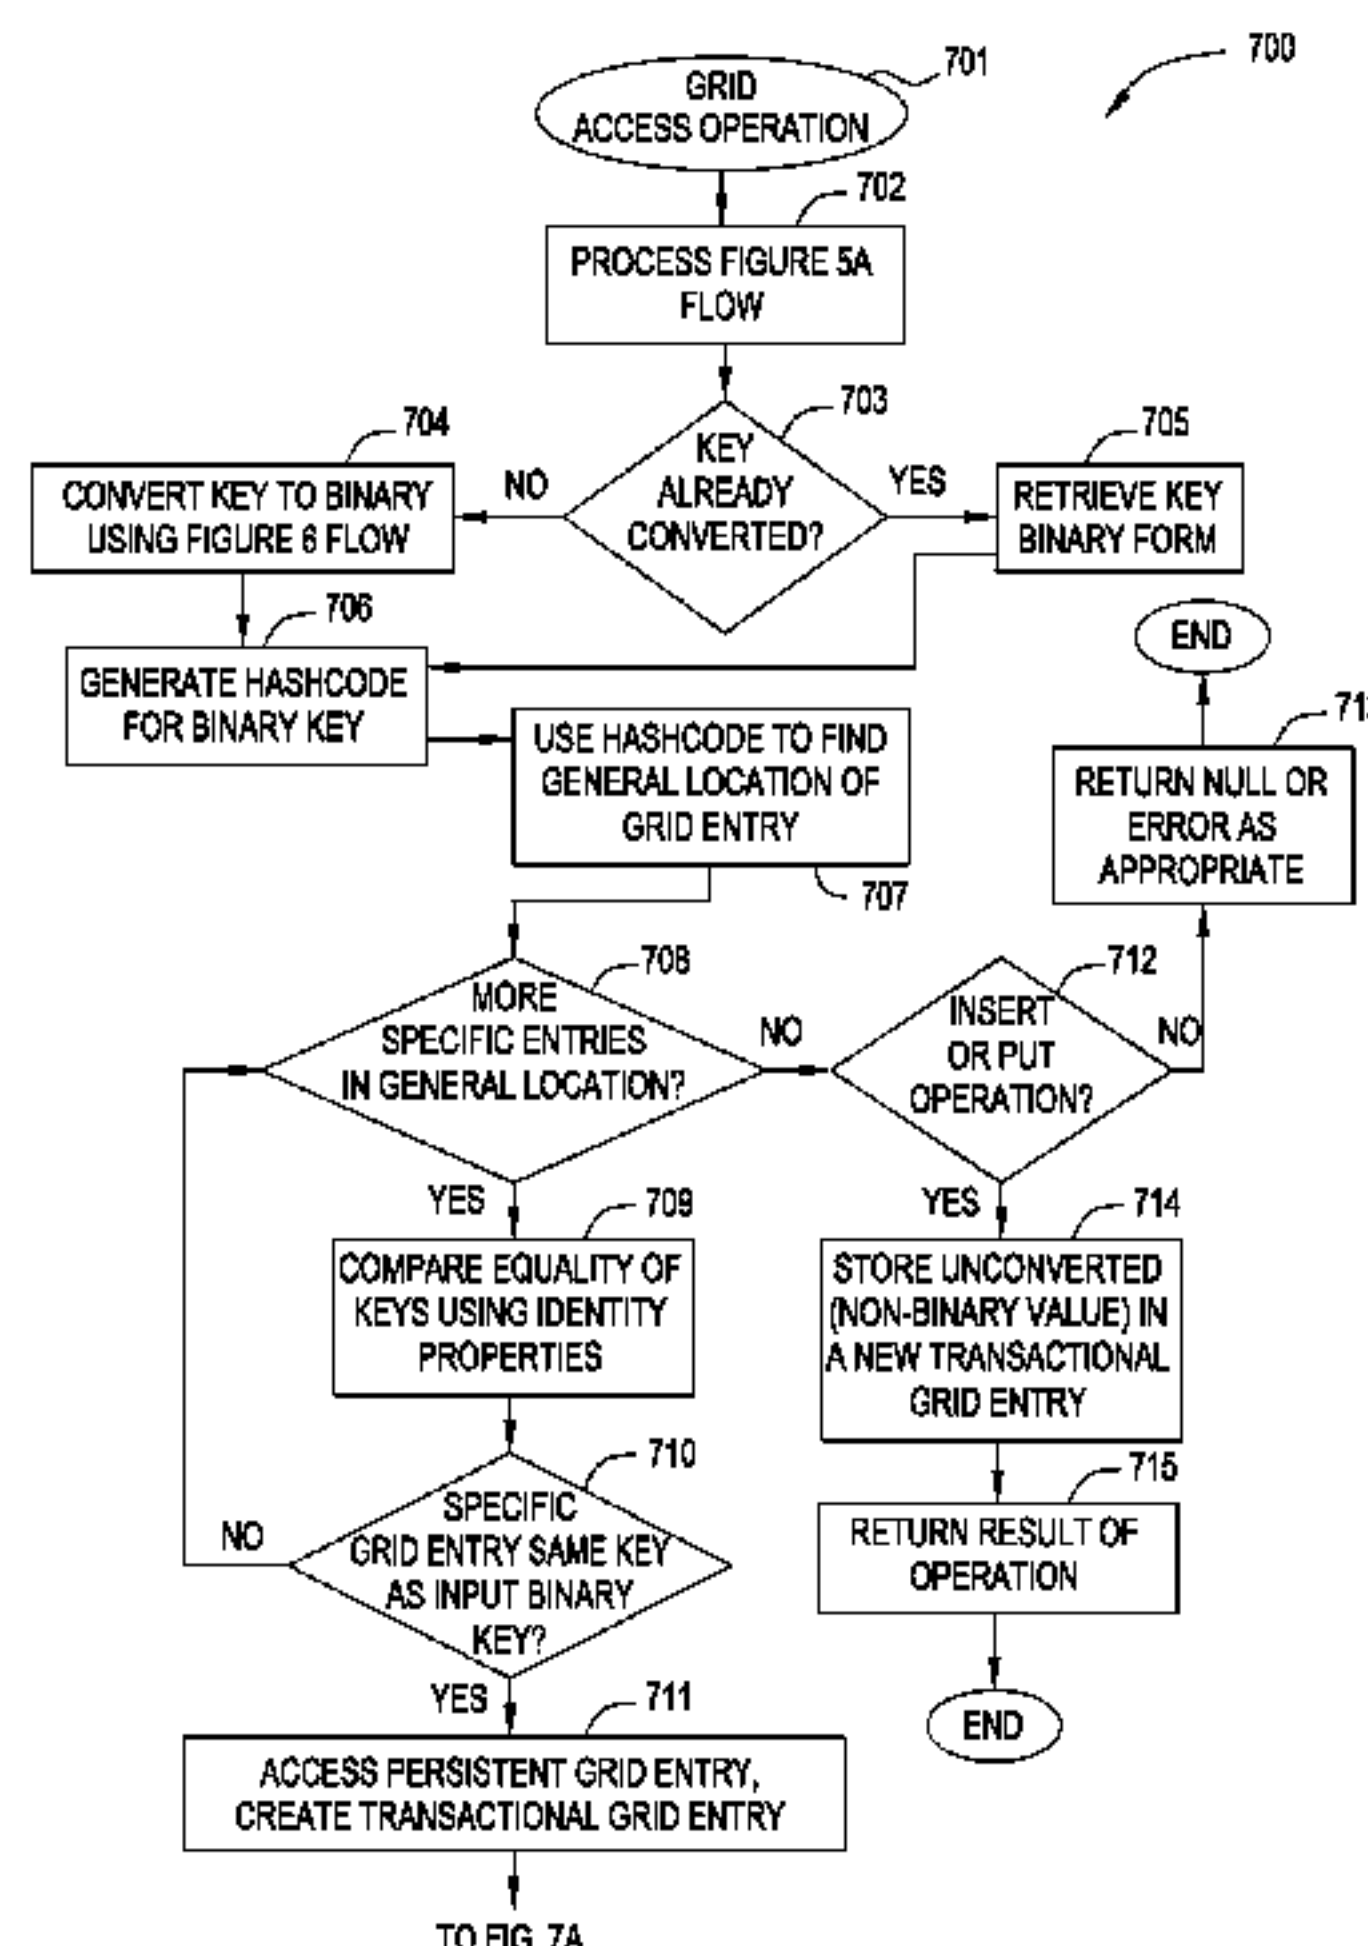 700
701
GRID
ACCESS OPERATION
702
PROCESS FIGURE 5A
FLOW
703
KEY
ALREADY
CONVERTED?
NO
YES
704
CONVERT KEY TO BINARY
USING FIGURE 6 FLOW
705
RETRIEVE KEY
BINARY FORM
706
GENERATE HASHCODE
FOR BINARY KEY
END
USE HASHCODE TO FIND
GENERAL LOCATION OF
GRID ENTRY
707
RETURN NULL OR
ERROR AS
APPROPRIATE
708
MORE
SPECIFIC ENTRIES
IN GENERAL LOCATION?
NO
712
INSERT
OR PUT
OPERATION?
NO
YES
709
COMPARE EQUALITY OF
KEYS USING IDENTITY
PROPERTIES
YES
714
STORE UNCONVERTED
(NON-BINARY VALUE) IN
A NEW TRANSACTIONAL
GRID ENTRY
710
SPECIFIC
GRID ENTRY SAME KEY
AS INPUT BINARY
KEY?
NO
715
RETURN RESULT OF
OPERATION
YES
711
ACCESS PERSISTENT GRID ENTRY,
CREATE TRANSACTIONAL GRID ENTRY
END
TO FIG. 7A